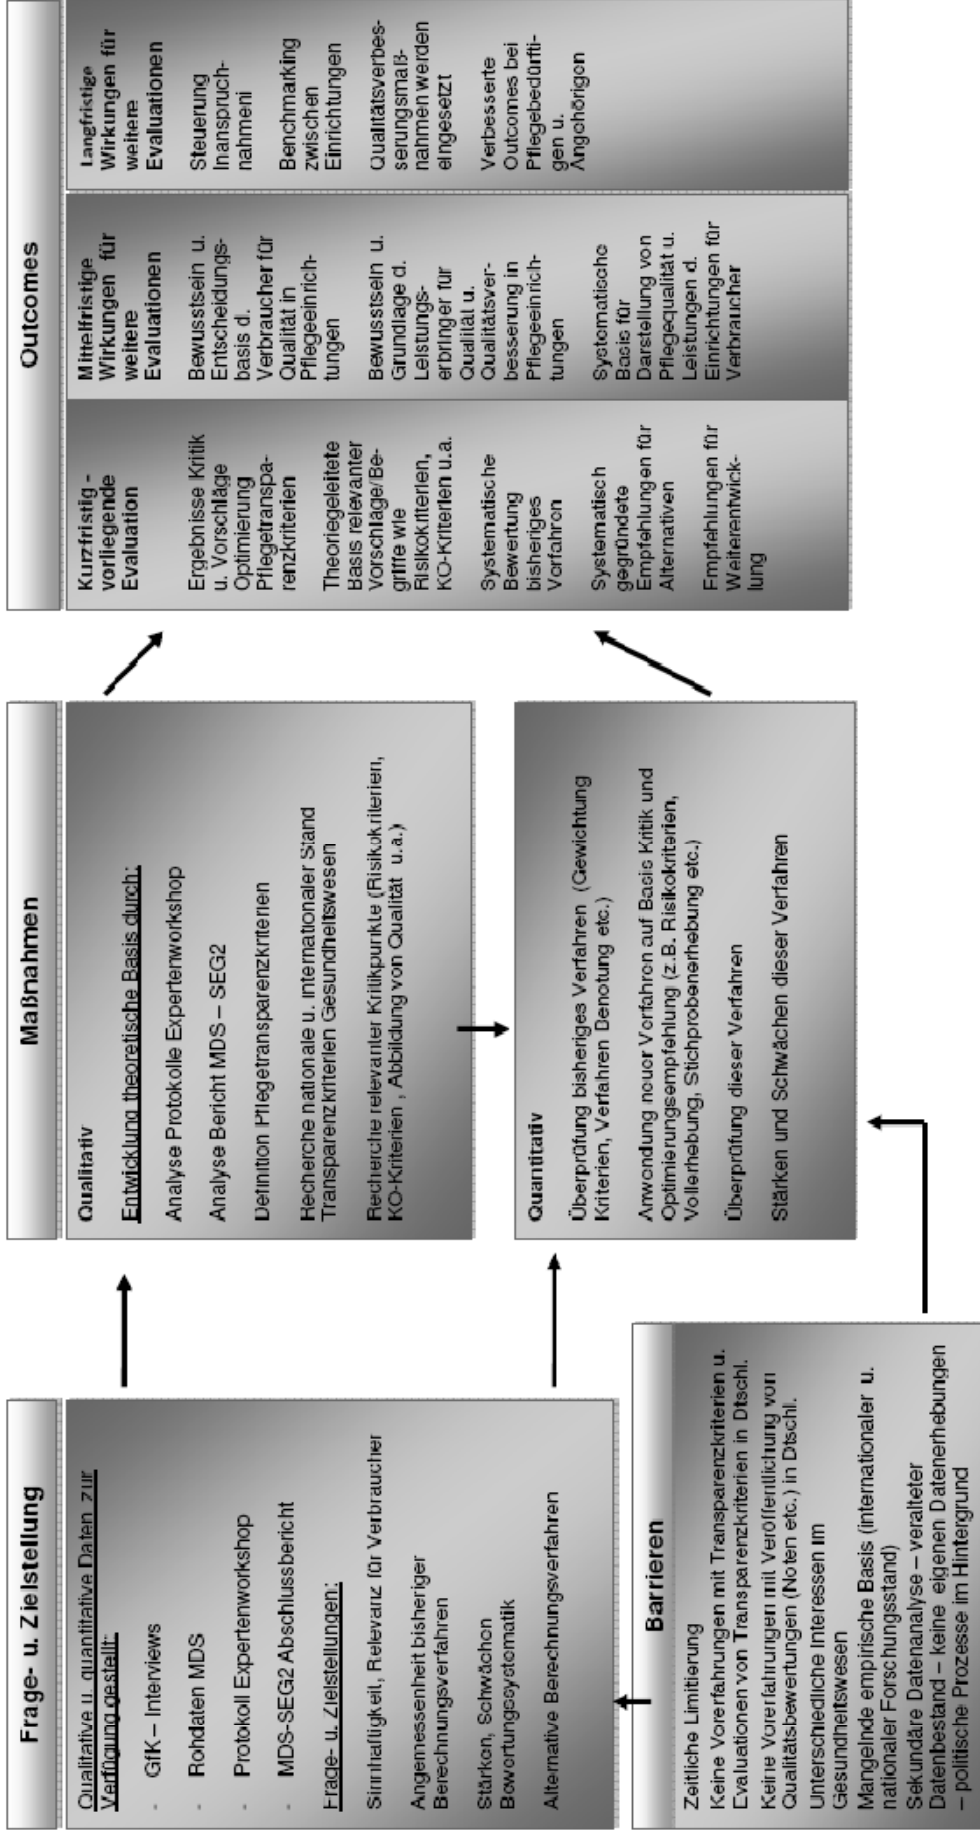 Frage- u. Zielstellung
Qualitative u. quantitative Daten zur
Verfügung gestellt:
- GfK – Interviews
- Rohdaten MDS
- Protokoll Expertenworkshop
- MDS-SEG2 Abschlussbericht
Frage- u. Zielstellungen:
Sinnhaftigkeit, Relevanz für Verbraucher
Angemessenheit bisheriger
Berechnungsverfahren
Stärken, Schwächen
Bewertungssystematik
Alternative Berechnungsverfahren
Barrieren
Zeitliche Limitierung
Keine Vorerfahrungen mit Transparenzkriterien u.
Evaluationen von Transparenzkriterien in Dtschl.
Keine Vorerfahrungen mit Veröffentlichung von
Qualitätsbewertungen (Noten etc.) in Dtschl.
Unterschiedliche Interessen im
Gesundheitswesen
Mangelnde empirische Basis (internationaler u.
nationaler Forschungsstand)
Sekundäre Datenanalyse – veralteter
Datenbestand – keine eigenen Datenerhebungen
– politische Prozesse im Hintergrund
Maßnahmen
Qualitativ
Entwicklung theoretische Basis durch:
Analyse Protokolle Expertenworkshop
Analyse Bericht MDS – SEG2
Definition Pflegetransparenzkriterien
Recherche nationale u. internationaler Stand
Transparenzkriterien Gesundheitswesen
Recherche relevanter Kritikpunkte (Risikokriterien,
KO-Kriterien , Abbildung von Qualität u.a.)
Quantitativ
Überprüfung bisheriges Verfahren (Gewichtung
Kriterien, Verfahren Benotung etc.)
Anwendung neuer Verfahren auf Basis Kritik und
Optimierungsempfehlung (z.B. Risikokriterien,
Vollerhebung, Stichprobenerhebung etc.)
Überprüfung dieser Verfahren
Stärken und Schwächen dieser Verfahren
Outcomes
Kurzfristig -
vorliegende
Evaluation
Ergebnisse Kritik
u. Vorschläge
Optimierung
Pflegetranspa-
renzkriterien
Theoriegeleitete
Basis relevanter
Vorschläge/Be-
griffe wie
Risikokriterien,
KO-Kriterien u.a.
Systematische
Bewertung
bisheriges
Verfahren
Systematisch
gegründete
Empfehlungen für
Alternativen
Empfehlungen für
Weiterentwick-
lung
Mittelfristige
Wirkungen für
weitere
Evaluationen
Bewusstsein u.
Entscheidungs-
basis d.
Verbraucher für
Qualität in
Pflegeeinrich-
tungen
Bewusstsein u.
Grundlage d.
Leistungs-
erbringer für
Qualität u.
Qualitätsver-
besserung in
Pflegeeinrich-
tungen
Systematische
Basis für
Darstellung von
Pflegequalität u.
Leistungen d.
Einrichtungen für
Verbraucher
Langfristige
Wirkungen für
weitere
Evaluationen
Steuerung
Inanspruch-
nahmeni
Benchmarking
zwischen
Einrichtungen
Qualitätsverbes-
serungsmaß-
nahmen werden
eingesetzt
Verbesserte
Outcomes bei
Pflegebedürfti-
gen u.
Angehörigen